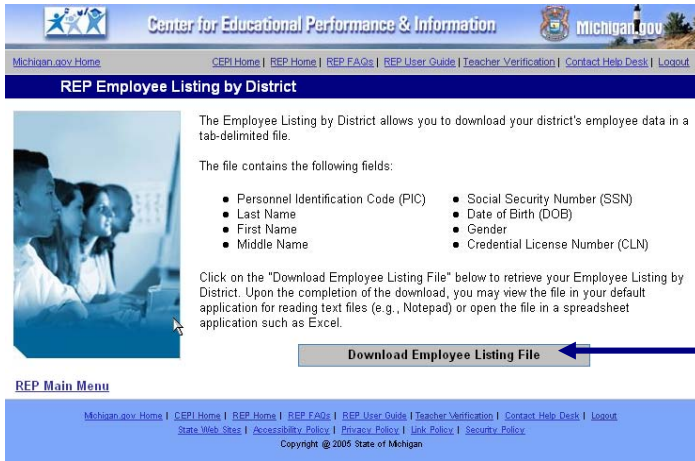 Center for Educational Performance & Information
Michigan.gov
Michigan.gov Home
CEPI Home | REP Home | REP FAQs | REP User Guide | Teacher Verification | Contact Help Desk | Logout
REP Employee Listing by District
The Employee Listing by District allows you to download your district's employee data in a
tab-delimited file.
The file contains the following fields:
• Personnel Identification Code (PIC)
• Last Name
• First Name
• Middle Name
• Social Security Number (SSN)
• Date of Birth (DOB)
• Gender
• Credential License Number (CLN)
Click on the "Download Employee Listing File" below to retrieve your Employee Listing by
District. Upon the completion of the download, you may view the file in your default
application for reading text files (e.g., Notepad) or open the file in a spreadsheet
application such as Excel.
Download Employee Listing File
REP Main Menu
Michigan.gov Home | CEPI Home | REP Home | REP FAQs | REP User Guide | Teacher Verification | Contact Help Desk | Logout
State Web Sites | Accessibility Policy | Privacy Policy | Link Policy | Security Policy
Copyright @ 2005 State of Michigan